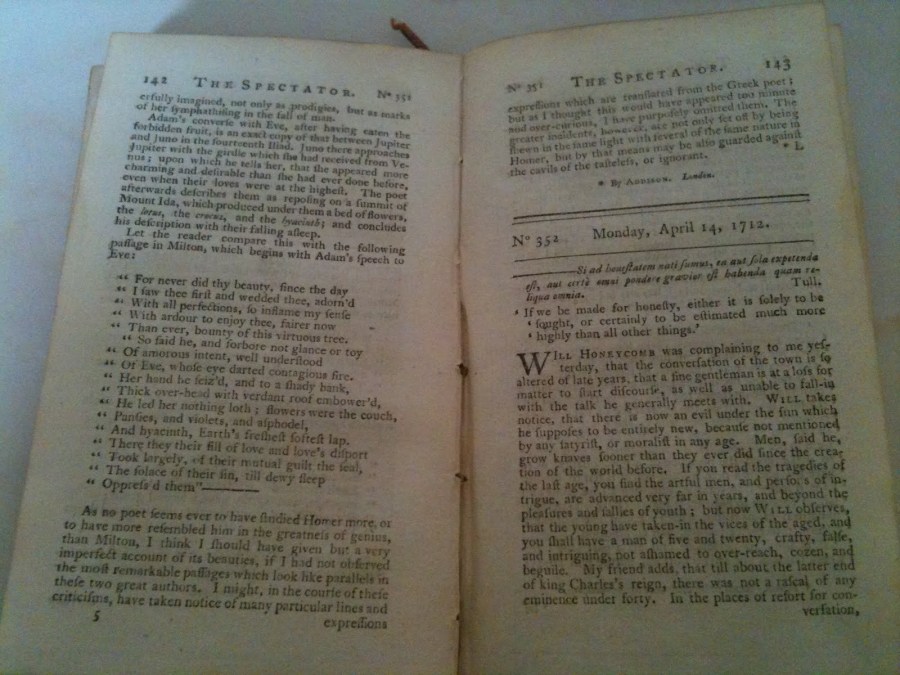 142 THE SPECTATOR. Nº 351
erfully imagined, not only as prodigies, but as marks
of her sympathising in the fall of man.
Adam's converse with Eve, after having eaten the
forbidden fruit, is an exact copy of that between Jupiter
and Juno in the fourteenth Iliad. Juno there approaches
Jupiter with the girdle which she had received from Ve-
nus; upon which he tells her, that she appeared more
charming and desirable than she had ever done before,
even when their loves were at the highest. The poet
afterwards describes them as reposing on a summit of
Mount Ida, which produced under them a bed of flowers,
the lotus, the crocus, and the hyacinth; and concludes
his description with their falling asleep.
Let the reader compare this with the following
passage in Milton, which begins with Adam's speech to
Eve:
“ For never did thy beauty, since the day
“ I saw thee first and wedded thee, adorn'd
“ With all perfections, so inflame my sense
“ With ardour to enjoy thee, fairer now
“ Than ever, bounty of this virtuous tree.
“ So said he, and forbore not glance or toy
“ Of amorous intent, well understood
“ Of Eve, whose eye darted contagious fire.
“ Her hand he seiz'd, and to a shady bank,
“ Thick over-head with verdant roof embower'd,
“ He led her nothing loth; flowers were the couch,
“ Pansies, and violets, and asphodel,
“ And hyacinth, Earth's freshest softest lap.
“ There they their fill of love and love's disport
“ Took largely, of their mutual guilt the seal,
“ The solace of their sin, till dewy sleep
“ Oppress'd them”———
As no poet seems ever to have studied Homer more, or
to have more resembled him in the greatness of genius,
than Milton, I think I should have given but a very
imperfect account of its beauties, if I had not observed
the most remarkable passages which look like parallels in
these two great authors. I might, in the course of these
criticisms, have taken notice of many particular lines and
5 expressions
Nº 351 THE SPECTATOR. 143
expressions which are translated from the Greek poet;
but as I thought this would have appeared too minute
and over-curious, I have purposely omitted them. The
greater incidents, however, are not only set off by being
shewn in the same light with several of the same nature in
Homer, but by that means may be also guarded against
the cavils of the tasteless, or ignorant. * L
* By ADDISON. London.
Nº 352 Monday, April 14, 1712.
——Si ad honestatem nati sumus, ea aut sola expetenda
est, aut certè omni pondere gravior est habenda quam re-
liqua omnia. Tull.
‘ If we be made for honesty, either it is solely to be
‘ sought, or certainly to be estimated much more
‘ highly than all other things.’
WILL HONEYCOMB was complaining to me yes-
terday, that the conversation of the town is so
altered of late years, that a fine gentleman is at a loss for
matter to start discourse, as well as unable to fall-in
with the talk he generally meets with. WILL takes
notice, that there is now an evil under the sun which
he supposes to be entirely new, because not mentioned
by any satyrist, or moralist in any age. Men, said he,
grow knaves sooner than they ever did since the crea-
tion of the world before. If you read the tragedies of
the last age, you find the artful men, and persons of in-
trigue, are advanced very far in years, and beyond the
pleasures and sallies of youth; but now WILL observes,
that the young have taken-in the vices of the aged, and
you shall have a man of five and twenty, crafty, false,
and intriguing, not ashamed to over-reach, cozen, and
beguile. My friend adds, that till about the latter end
of king Charles's reign, there was not a rascal of any
eminence under forty. In the places of resort for con-
versation,